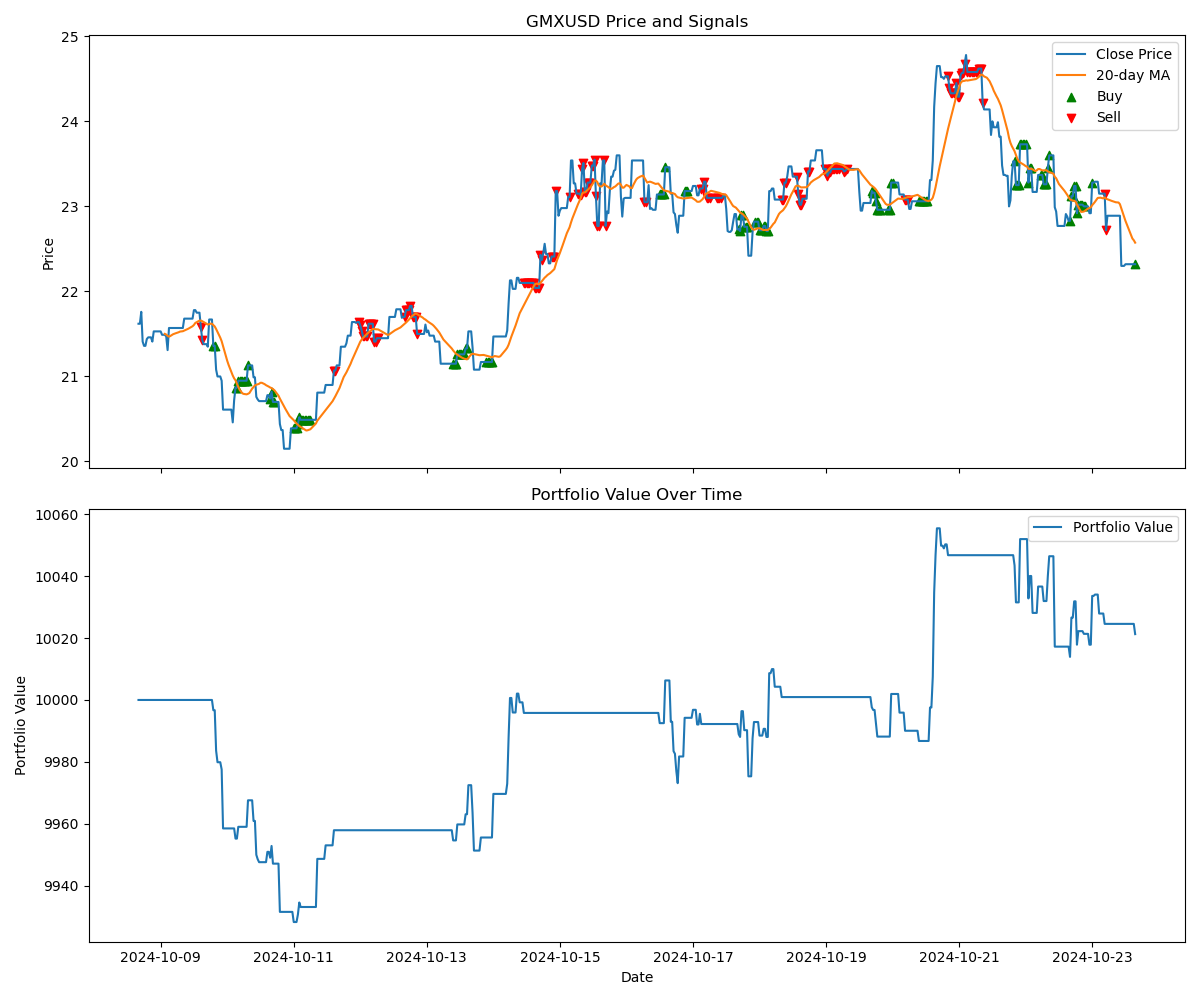 GMXUSD Price and Signals
25
24
23
22
21
20
Price
Close Price
20-day MA
Buy
Sell
Portfolio Value Over Time
10060
10040
10020
10000
9980
9960
9940
Portfolio Value
Portfolio Value
2024-10-09 2024-10-11 2024-10-13 2024-10-15 2024-10-17 2024-10-19 2024-10-21 2024-10-23
Date